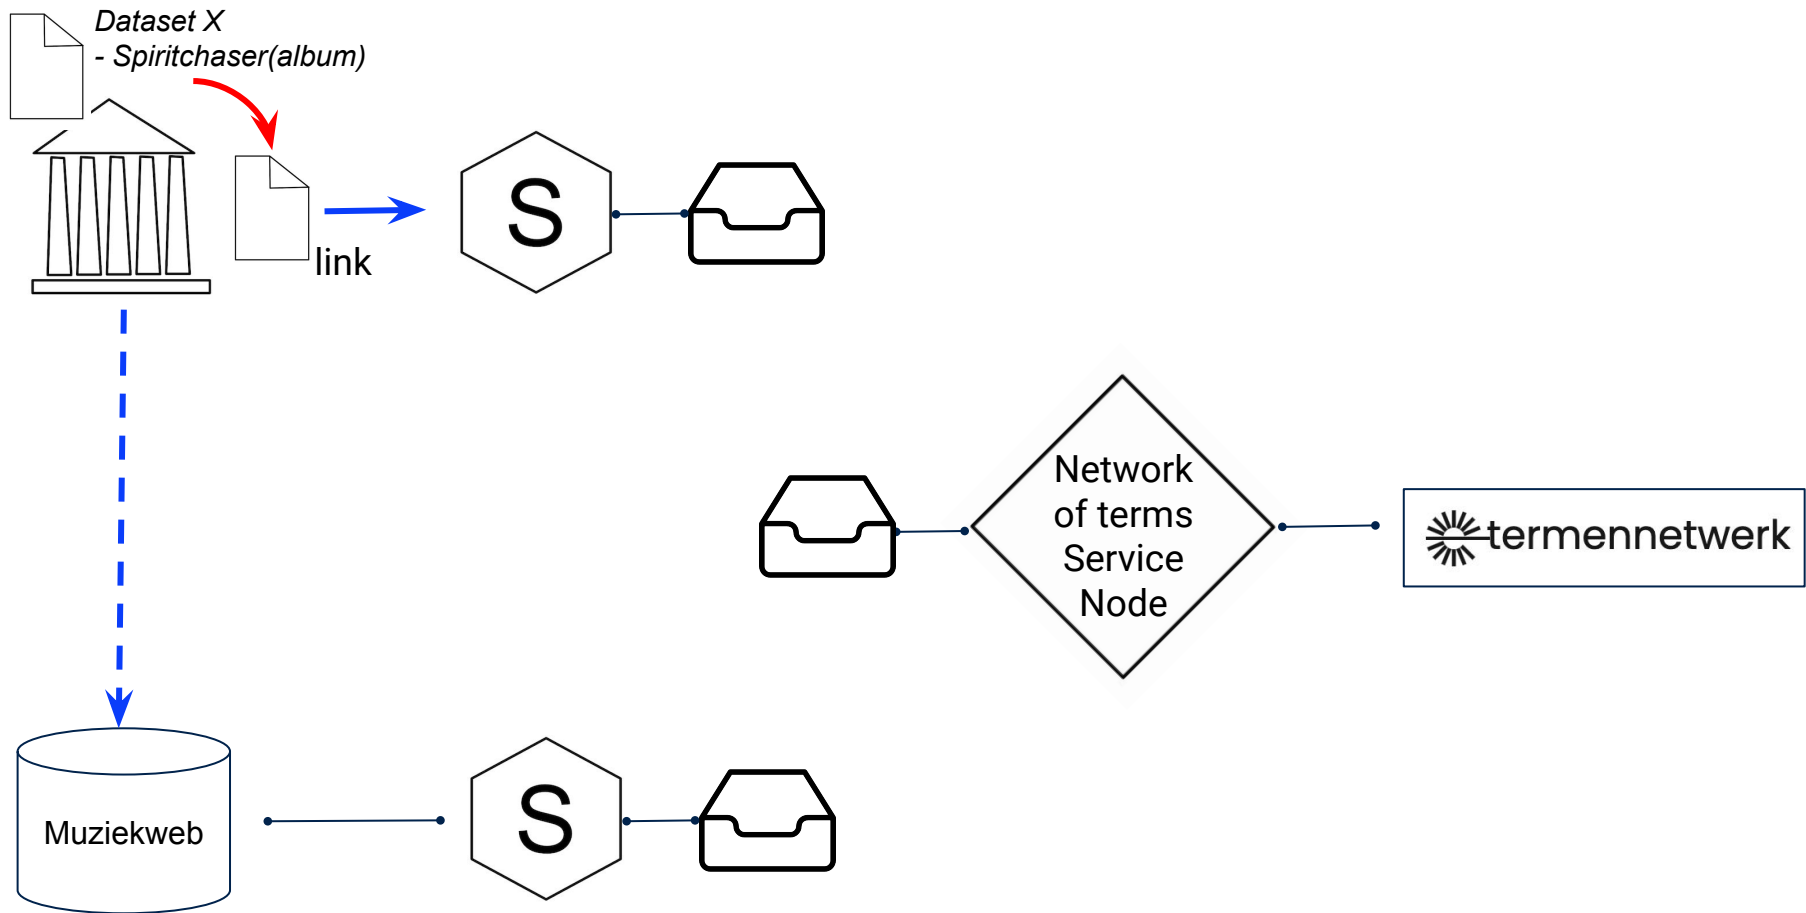 Dataset X
- Spiritchaser(album)
S
link
Network
of terms
Service
Node
termennetwerk
Muziekweb
S